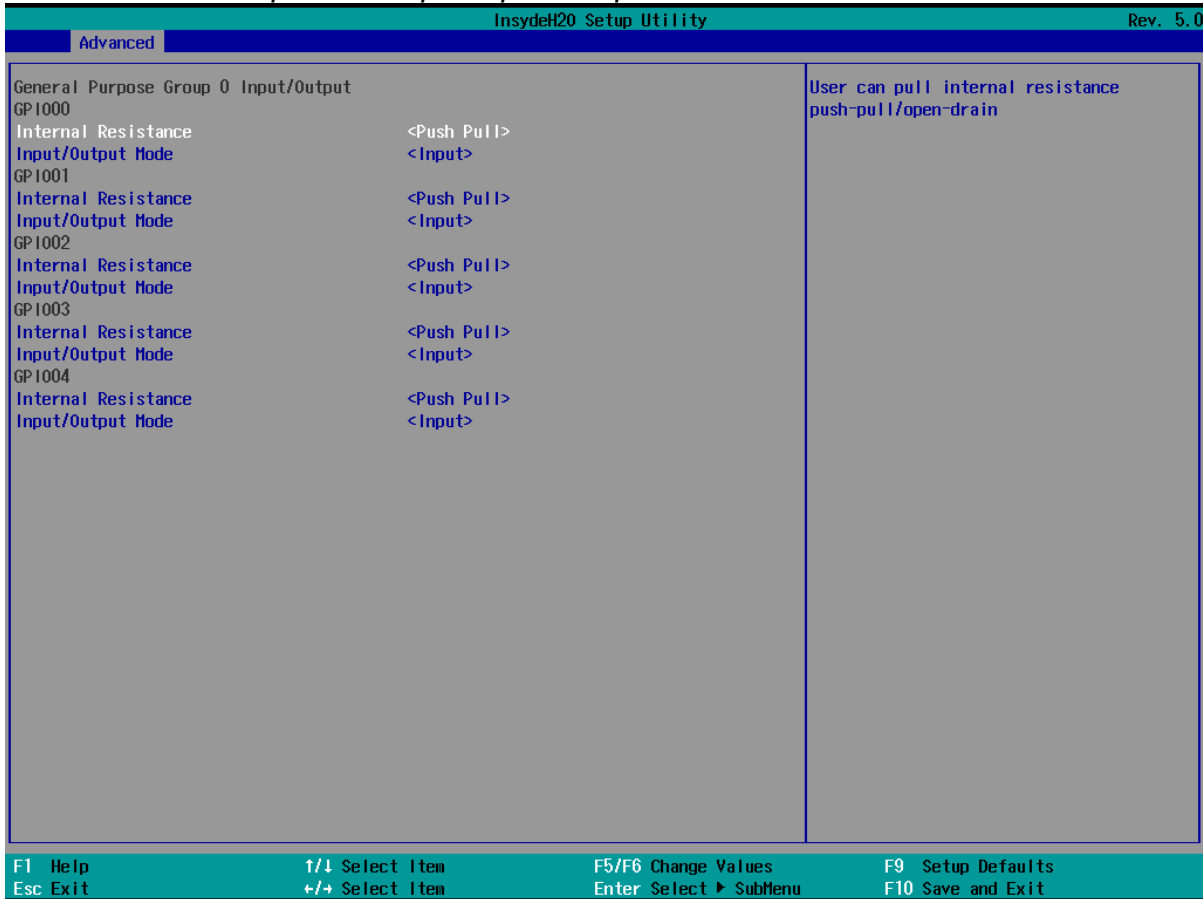 InsydeH20 Setup Utility Rev. 5.0
Advanced
General Purpose Group 0 Input/Output
GPIO00
Internal Resistance <Push Pull>
Input/Output Mode <Input>
GPIO01
Internal Resistance <Push Pull>
Input/Output Mode <Input>
GPIO02
Internal Resistance <Push Pull>
Input/Output Mode <Input>
GPIO03
Internal Resistance <Push Pull>
Input/Output Mode <Input>
GPIO04
Internal Resistance <Push Pull>
Input/Output Mode <Input>
User can pull internal resistance
push-pull/open-drain
F1 Help ↑/↓ Select Item F5/F6 Change Values F9 Setup Defaults
Esc Exit ←/→ Select Item Enter Select ▶ SubMenu F10 Save and Exit